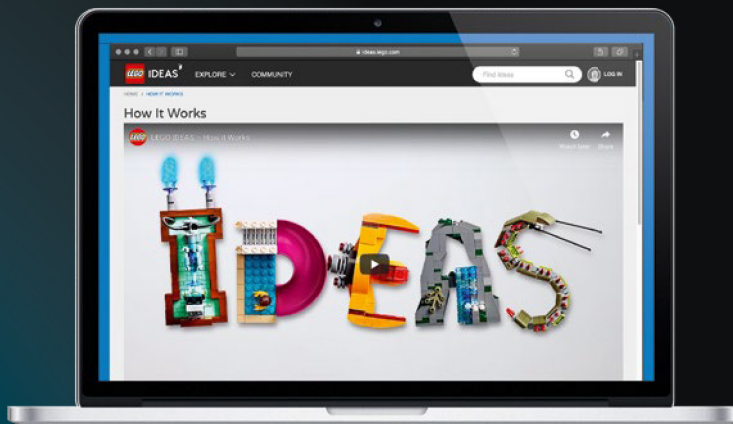 ideas.lego.com
LEGO IDEAS EXPLORE COMMUNITY Find Ideas LOG IN
HOME / HOW IT WORKS
How It Works
LEGO LEGO IDEAS – How it Works
Watch later Share
IDEAS